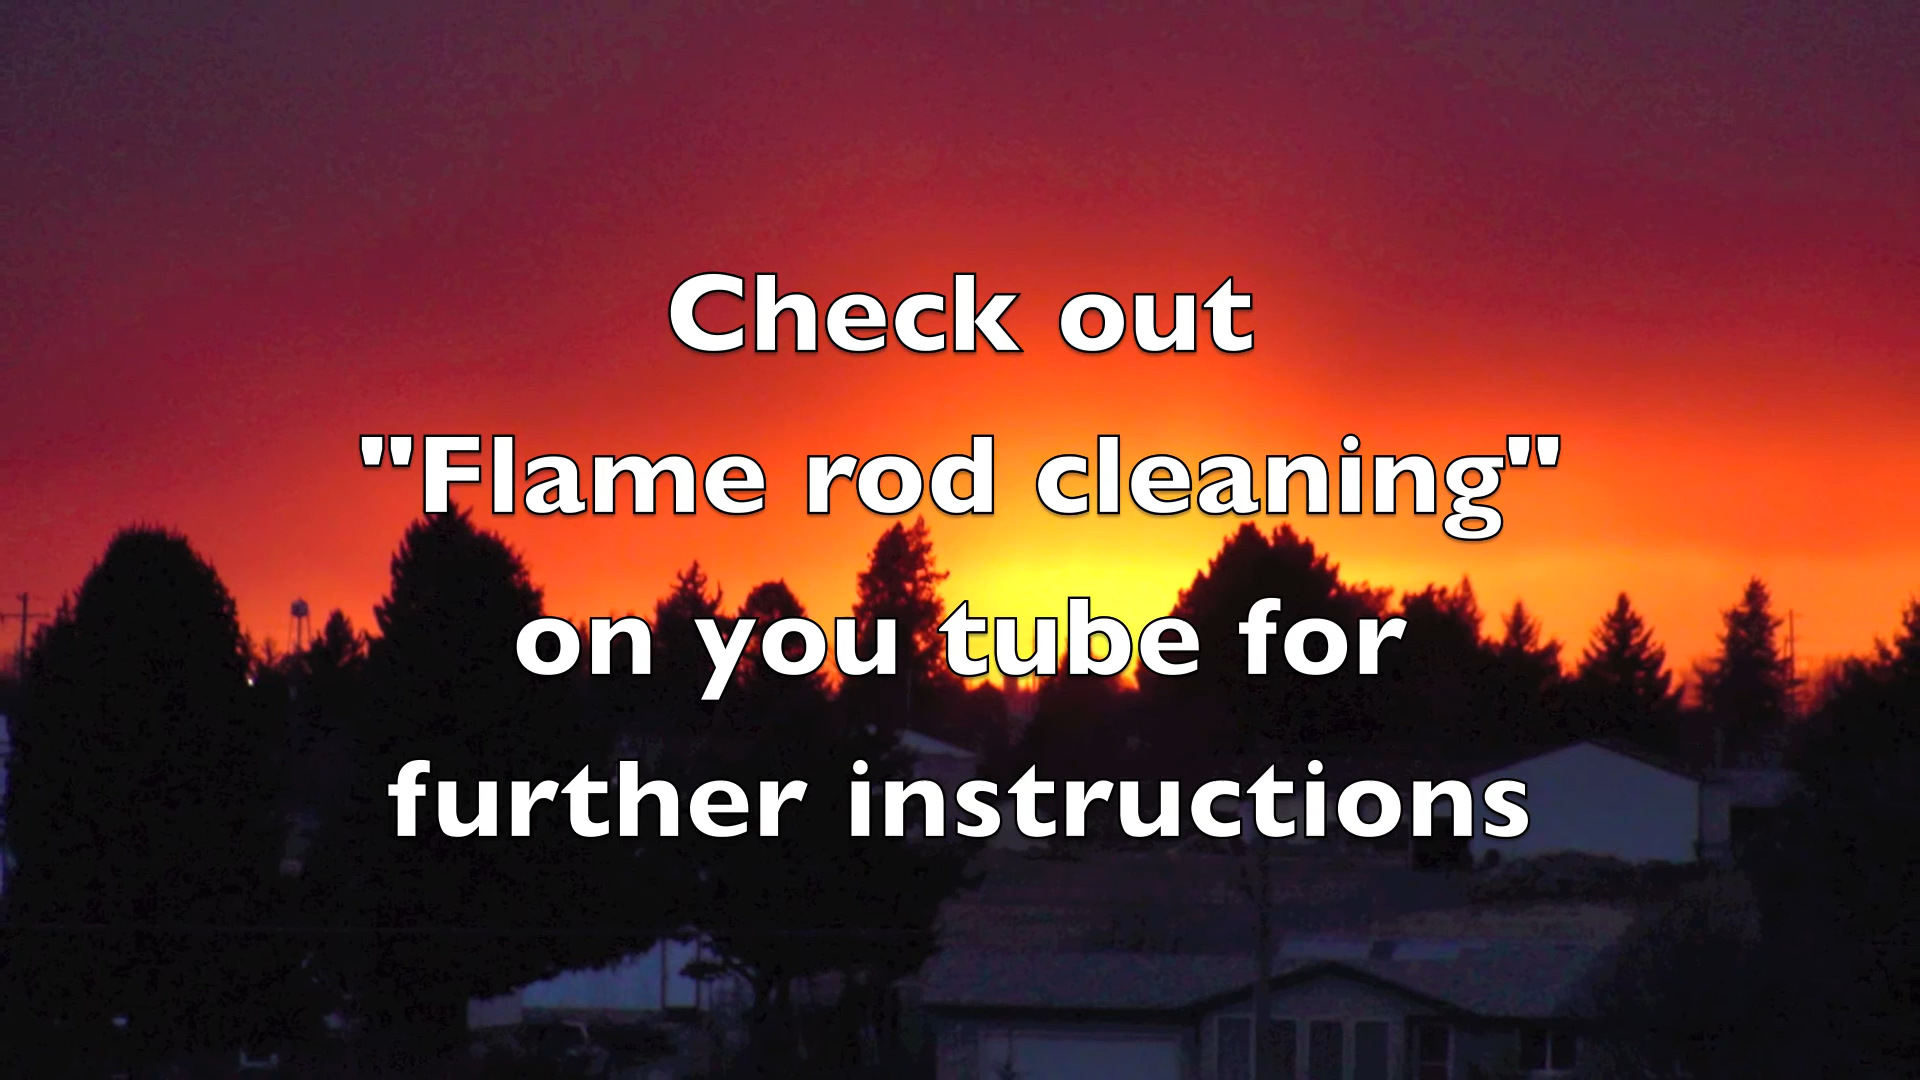 Check out
"Flame rod cleaning"
on you tube for
further instructions